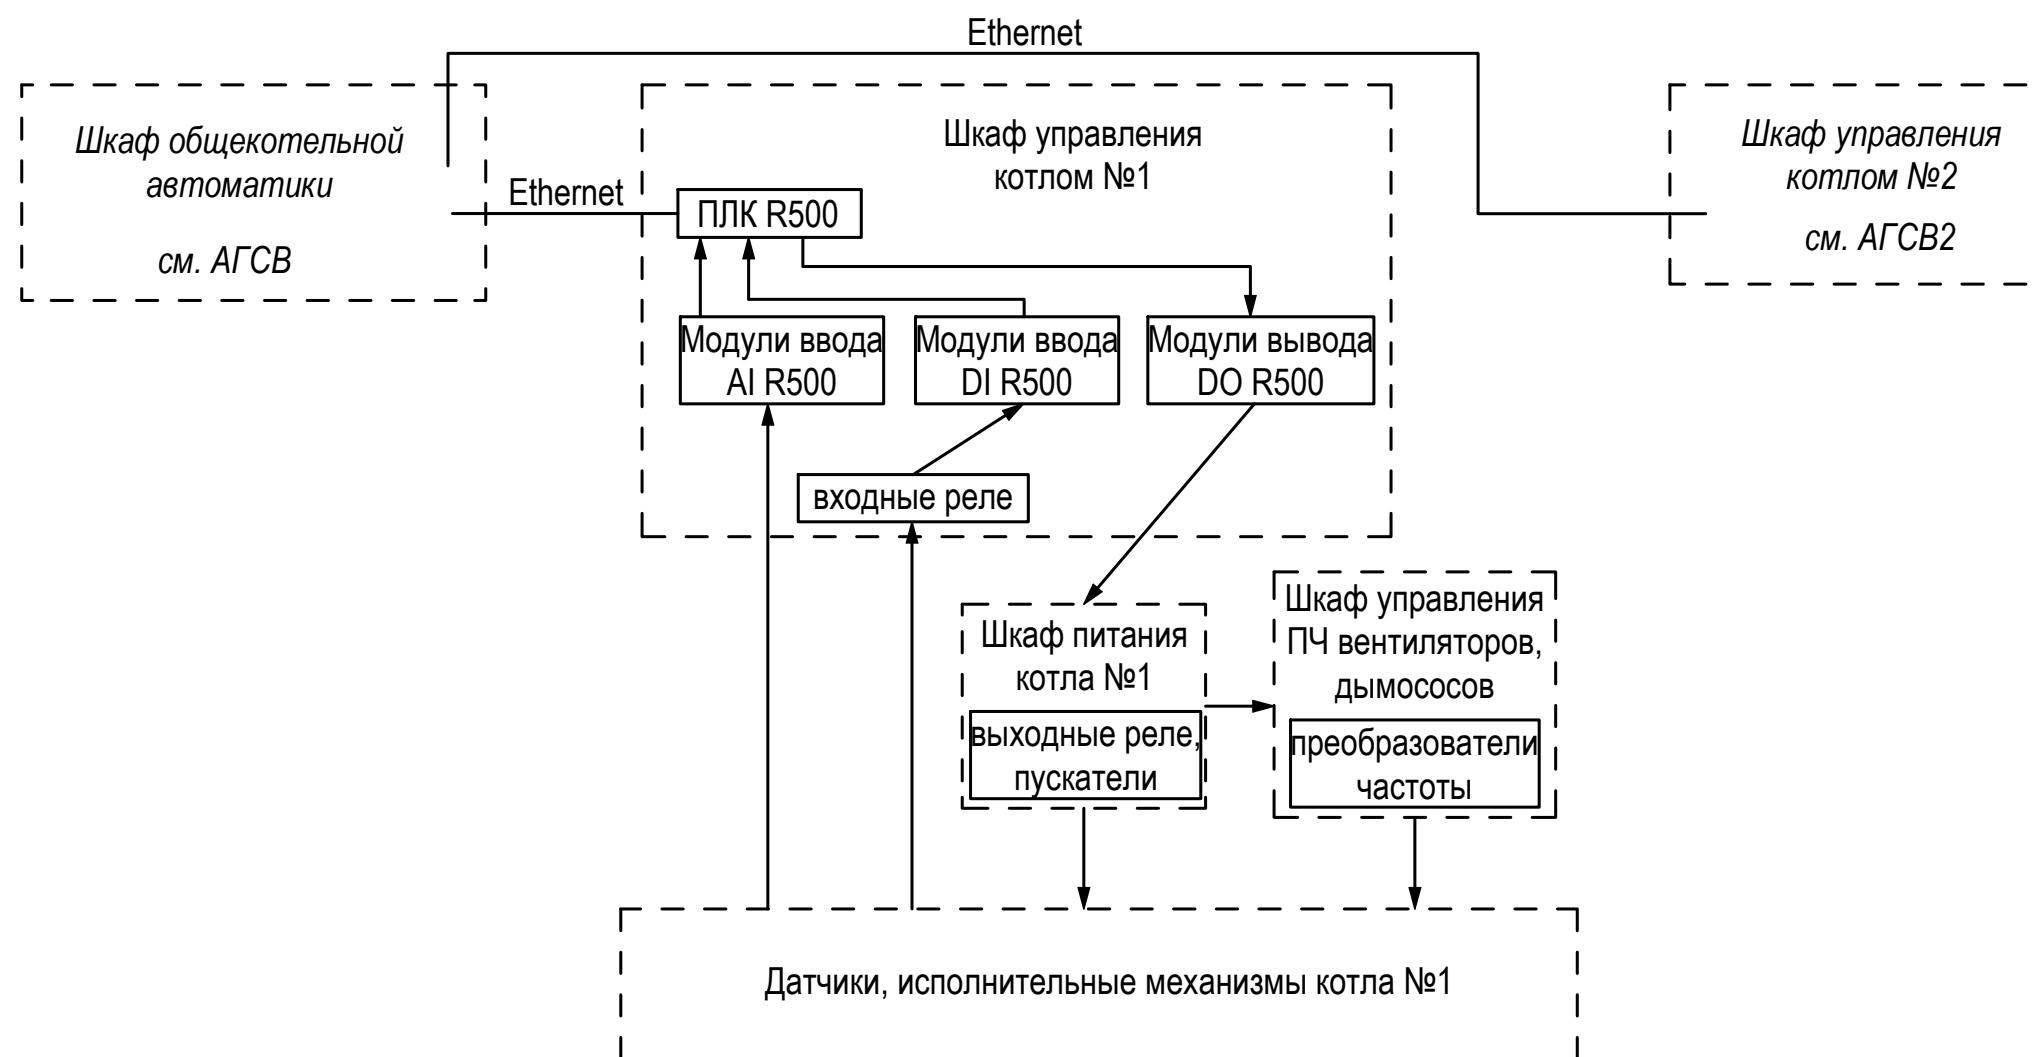 Ethernet
Шкаф общекотельной
автоматики
см. АГСВ
Ethernet
Шкаф управления
котлом №1
ПЛК R500
Модули ввода
AI R500
Модули ввода
DI R500
Модули вывода
DO R500
входные реле
Шкаф управления
котлом №2
см. АГСВ2
Шкаф питания
котла №1
выходные реле,
пускатели
Шкаф управления
ПЧ вентиляторов,
дымососов
преобразователи
частоты
Датчики, исполнительные механизмы котла №1